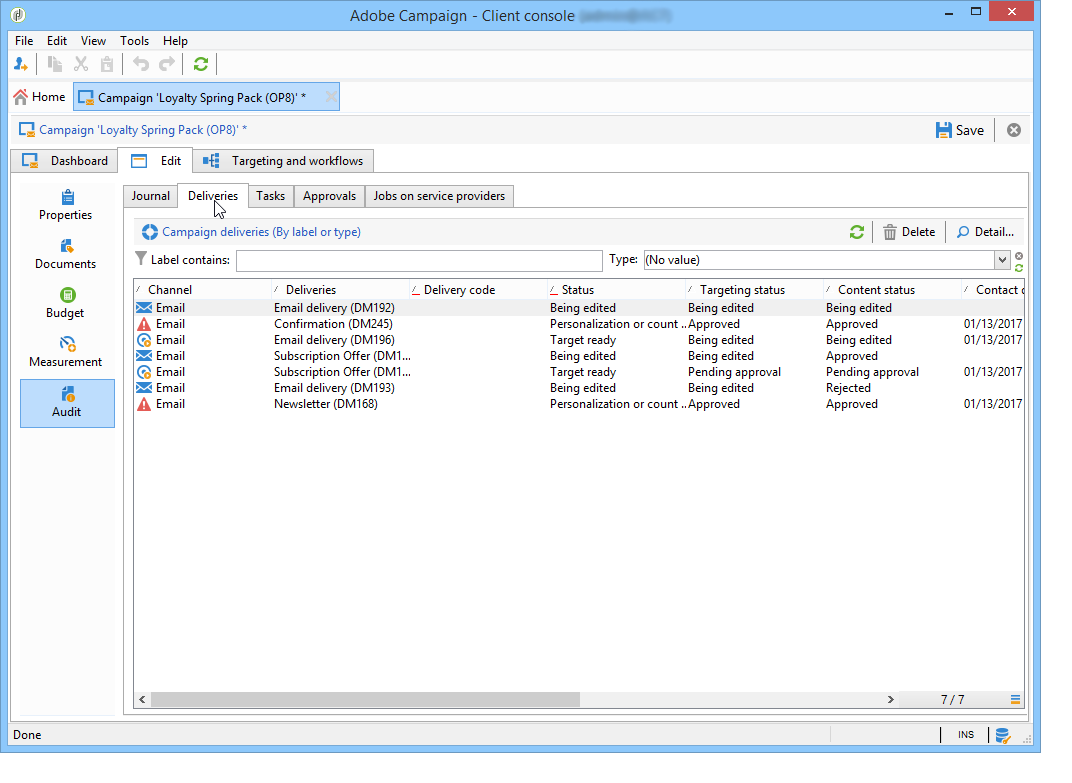 Adobe Campaign - Client console
File Edit View Tools Help
Home Campaign 'Loyalty Spring Pack (OP8)' *
Campaign 'Loyalty Spring Pack (OP8)' * Save
Dashboard Edit Targeting and workflows
Properties
Documents
Budget
Measurement
Audit
Journal Deliveries Tasks Approvals Jobs on service providers
Campaign deliveries (By label or type) Delete Detail...
Label contains: Type: (No value)
Channel Deliveries Delivery code Status Targeting status Content status Contact
Email Email delivery (DM192) Being edited Being edited Being edited
Email Confirmation (DM245) Personalization or count .. Approved Approved 01/13/2017
Email Email delivery (DM196) Target ready Being edited Being edited 01/13/2017
Email Subscription Offer (DM1... Being edited Being edited Approved
Email Subscription Offer (DM1... Target ready Pending approval Pending approval 01/13/2017
Email Email delivery (DM193) Being edited Being edited Rejected
Email Newsletter (DM168) Personalization or count .. Approved Approved 01/13/2017
7 / 7
Done INS